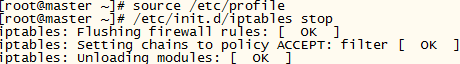 [root@master ~]# source /etc/profile
[root@master ~]# /etc/init.d/iptables stop
iptables: Flushing firewall rules: [  OK  ]
iptables: Setting chains to policy ACCEPT: filter [  OK  ]
iptables: Unloading modules: [  OK  ]